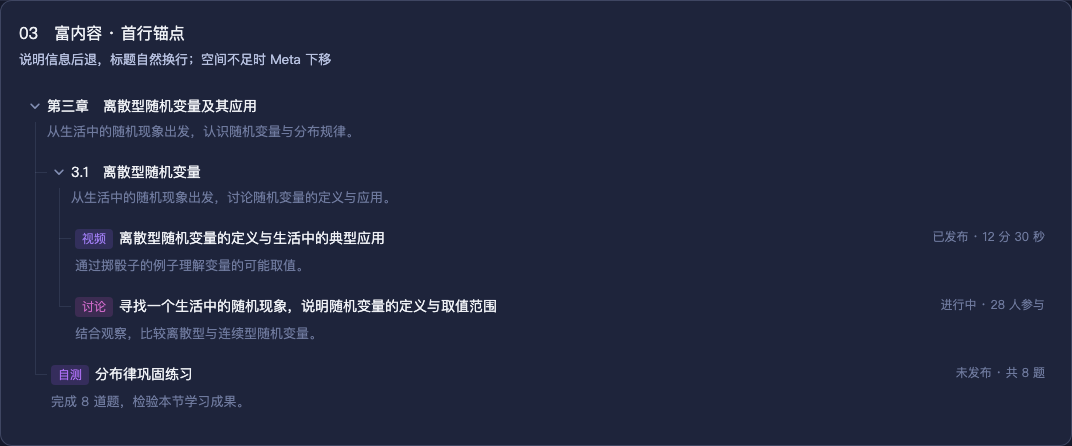 03 富内容 · 首行锚点
说明信息后退，标题自然换行；空间不足时 Meta 下移
第三章 离散型随机变量及其应用
从生活中的随机现象出发，认识随机变量与分布规律。
3.1 离散型随机变量
从生活中的随机现象出发，讨论随机变量的定义与应用。
视频 离散型随机变量的定义与生活中的典型应用 已发布 · 12 分 30 秒
通过掷骰子的例子理解变量的可能取值。
讨论 寻找一个生活中的随机现象，说明随机变量的定义与取值范围 进行中 · 28 人参与
结合观察，比较离散型与连续型随机变量。
自测 分布律巩固练习 未发布 · 共 8 题
完成 8 道题，检验本节学习成果。